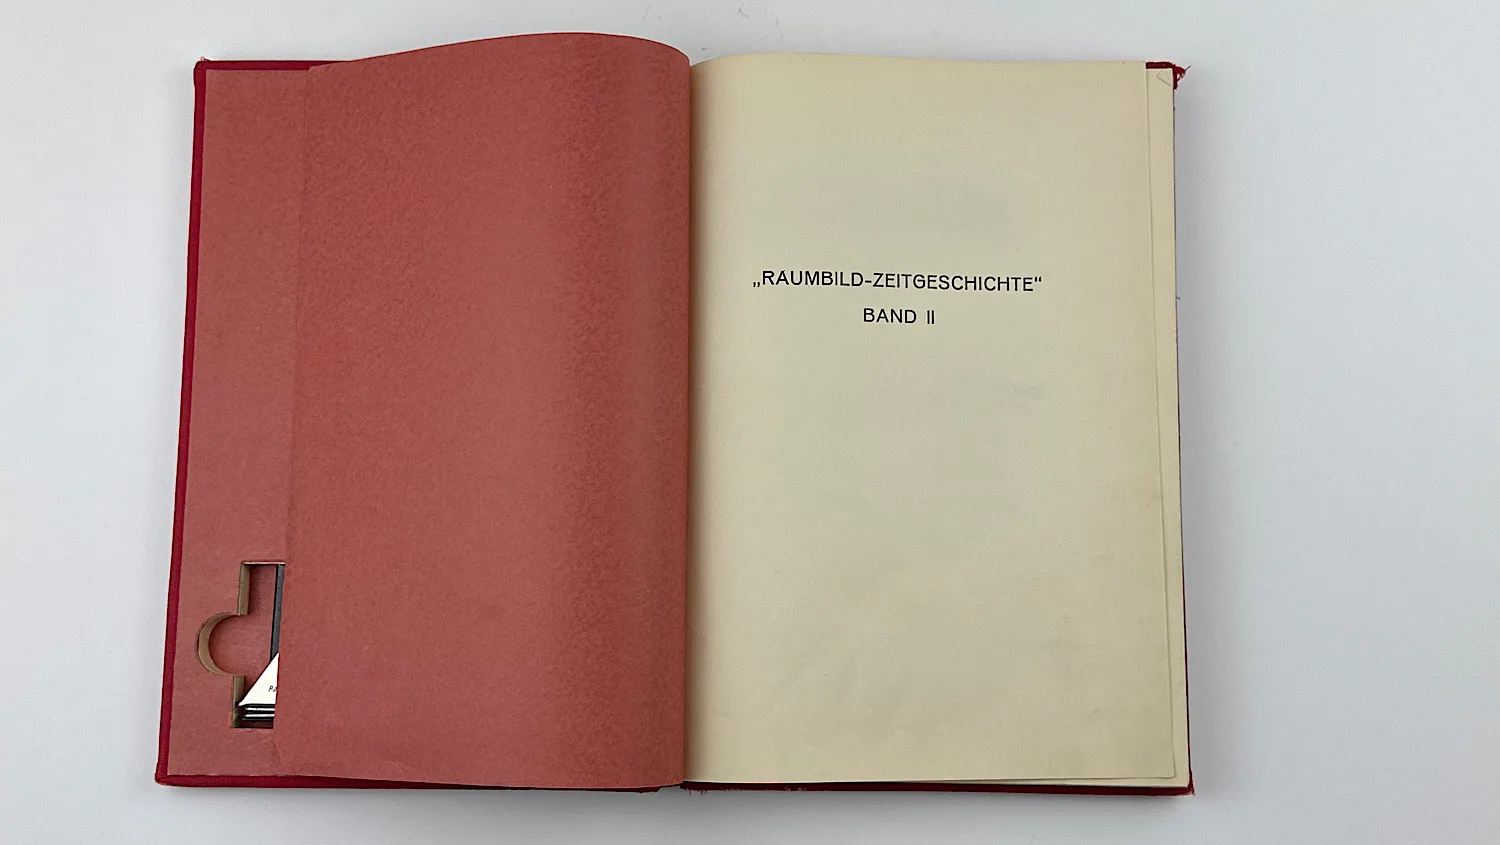 „RAUMBILD-ZEITGESCHICHTE“
BAND II